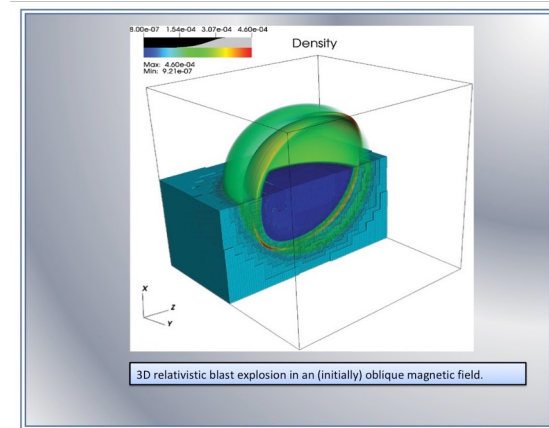 8.00e-07 1.54e-04 3.07e-04 4.60e-04
Density
Max: 4.60e-04
Min: 9.21e-07
X
Z
Y
3D relativistic blast explosion in an (initially) oblique magnetic field.